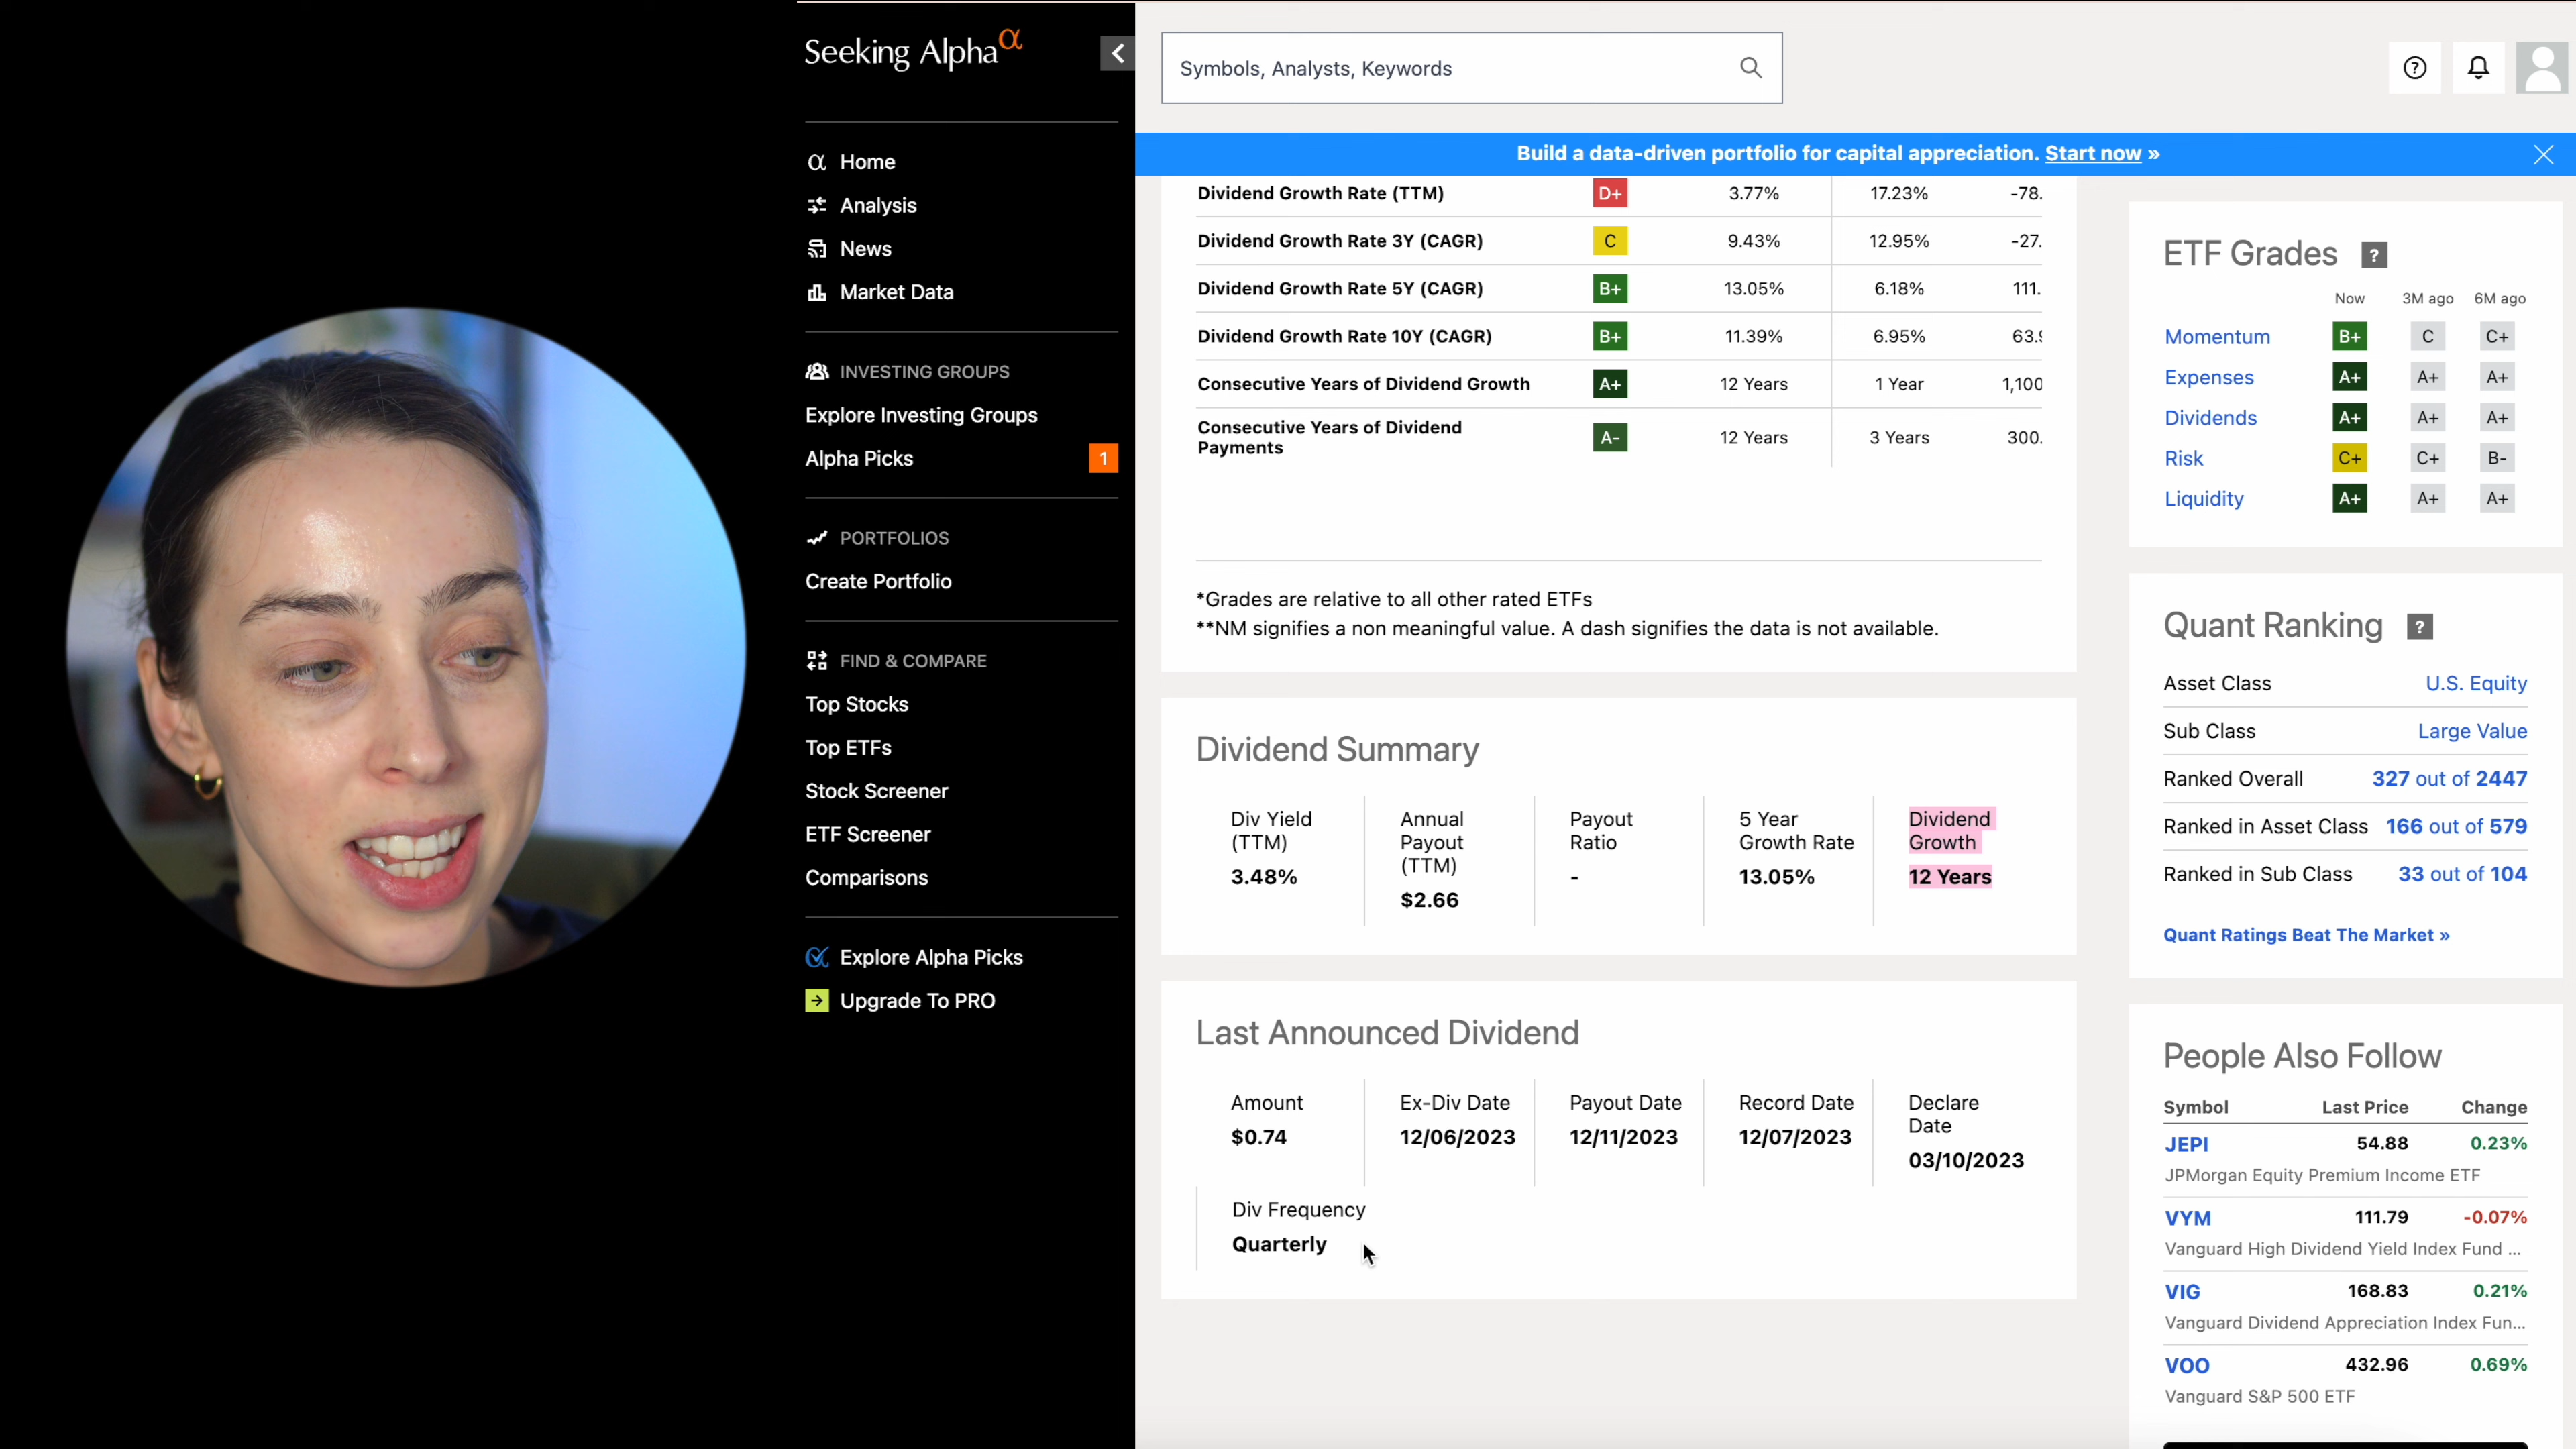 Seeking Alpha α
Home
Analysis
News
Market Data
INVESTING GROUPS
Explore Investing Groups
Alpha Picks 1
PORTFOLIOS
Create Portfolio
FIND & COMPARE
Top Stocks
Top ETFs
Stock Screener
ETF Screener
Comparisons
Explore Alpha Picks
Upgrade To PRO
Symbols, Analysts, Keywords
Build a data-driven portfolio for capital appreciation. Start now »
Dividend Growth Rate (TTM) D+ 3.77% 17.23% -78.
Dividend Growth Rate 3Y (CAGR) C 9.43% 12.95% -27.
Dividend Growth Rate 5Y (CAGR) B+ 13.05% 6.18% 111.
Dividend Growth Rate 10Y (CAGR) B+ 11.39% 6.95% 63.
Consecutive Years of Dividend Growth A+ 12 Years 1 Year 1,100
Consecutive Years of Dividend
Payments A- 12 Years 3 Years 300.
*Grades are relative to all other rated ETFs
**NM signifies a non meaningful value. A dash signifies the data is not available.
Dividend Summary
Div Yield
(TTM)
3.48%
Annual
Payout
(TTM)
$2.66
Payout
Ratio
-
5 Year
Growth Rate
13.05%
Dividend
Growth
12 Years
Last Announced Dividend
Amount
$0.74
Ex-Div Date
12/06/2023
Payout Date
12/11/2023
Record Date
12/07/2023
Declare
Date
03/10/2023
Div Frequency
Quarterly
ETF Grades ?
Now 3M ago 6M ago
Momentum B+ C C+
Expenses A+ A+ A+
Dividends A+ A+ A+
Risk C+ C+ B-
Liquidity A+ A+ A+
Quant Ranking ?
Asset Class U.S. Equity
Sub Class Large Value
Ranked Overall 327 out of 2447
Ranked in Asset Class 166 out of 579
Ranked in Sub Class 33 out of 104
Quant Ratings Beat The Market »
People Also Follow
Symbol Last Price Change
JEPI 54.88 0.23%
JPMorgan Equity Premium Income ETF
VYM 111.79 -0.07%
Vanguard High Dividend Yield Index Fund ...
VIG 168.83 0.21%
Vanguard Dividend Appreciation Index Fun...
VOO 432.96 0.69%
Vanguard S&P 500 ETF